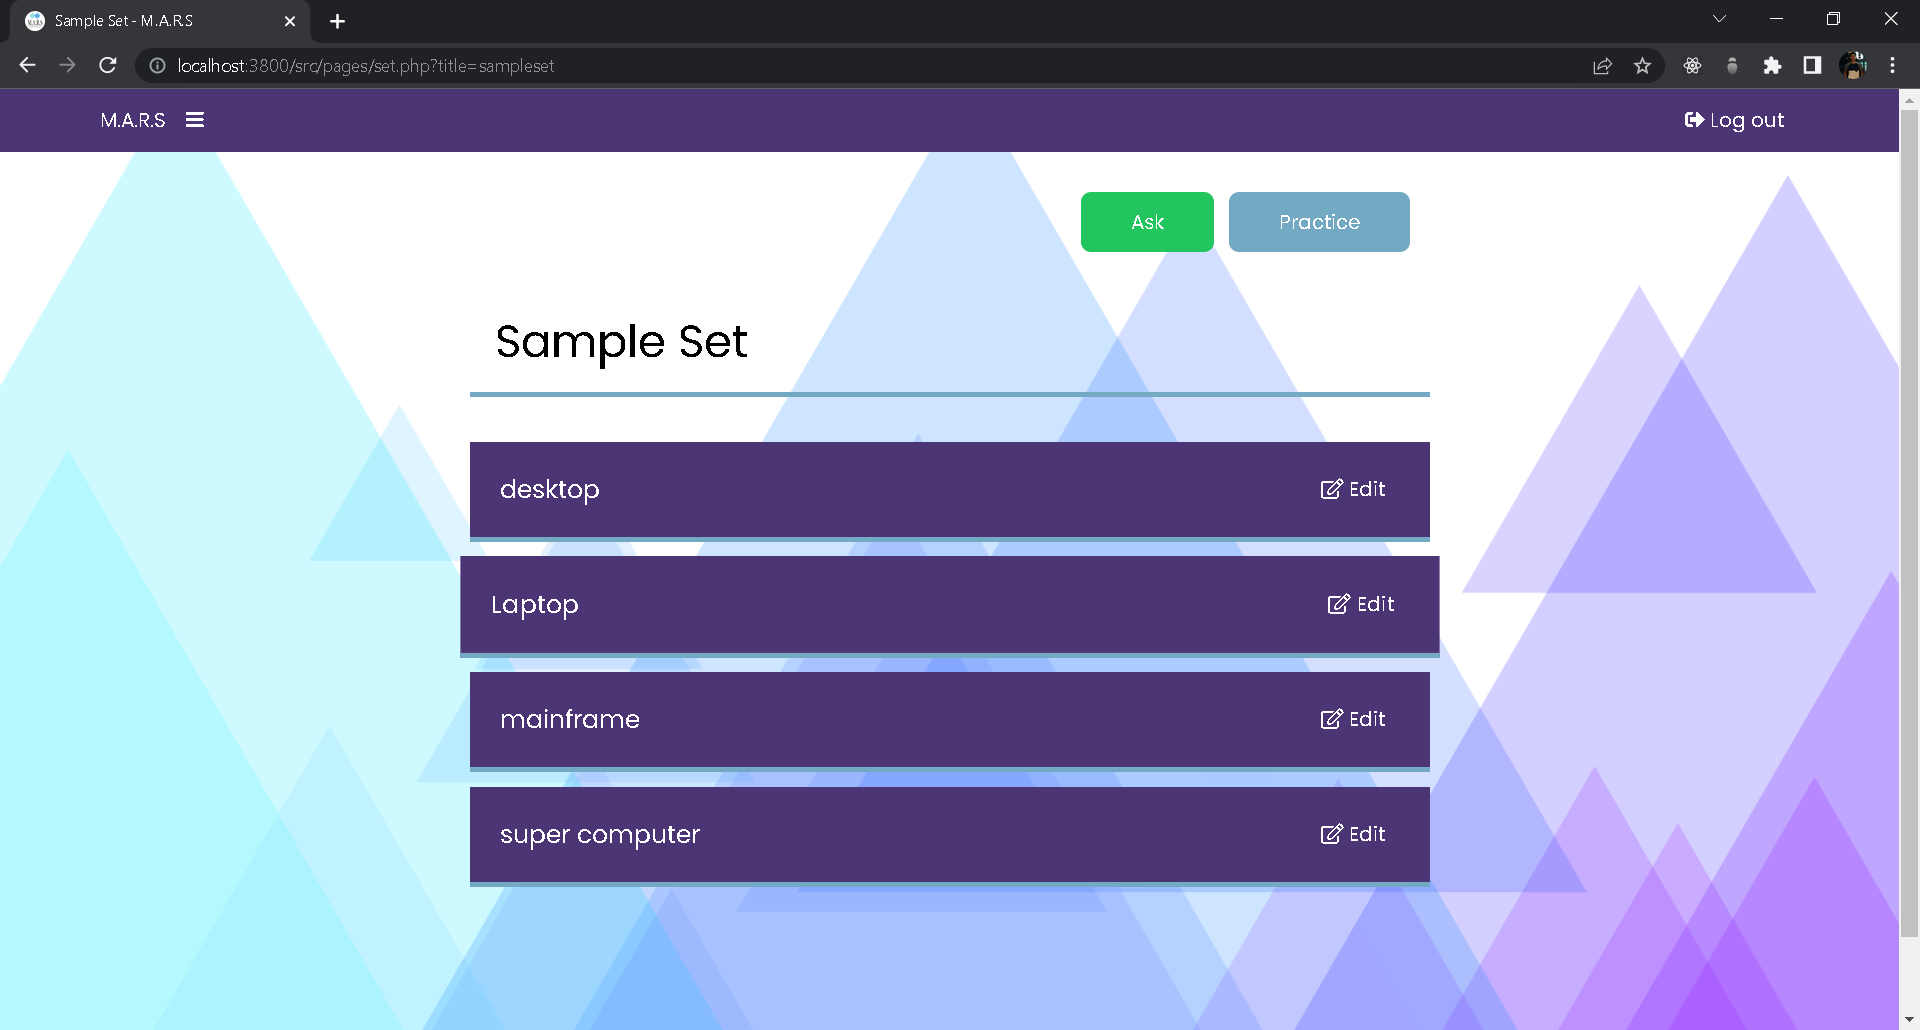 Sample Set - M.A.R.S
localhost:3800/src/pages/set.php?title=sampleset
M.A.R.S
Log out
Ask
Practice
Sample Set
desktop
Edit
Laptop
Edit
mainframe
Edit
super computer
Edit